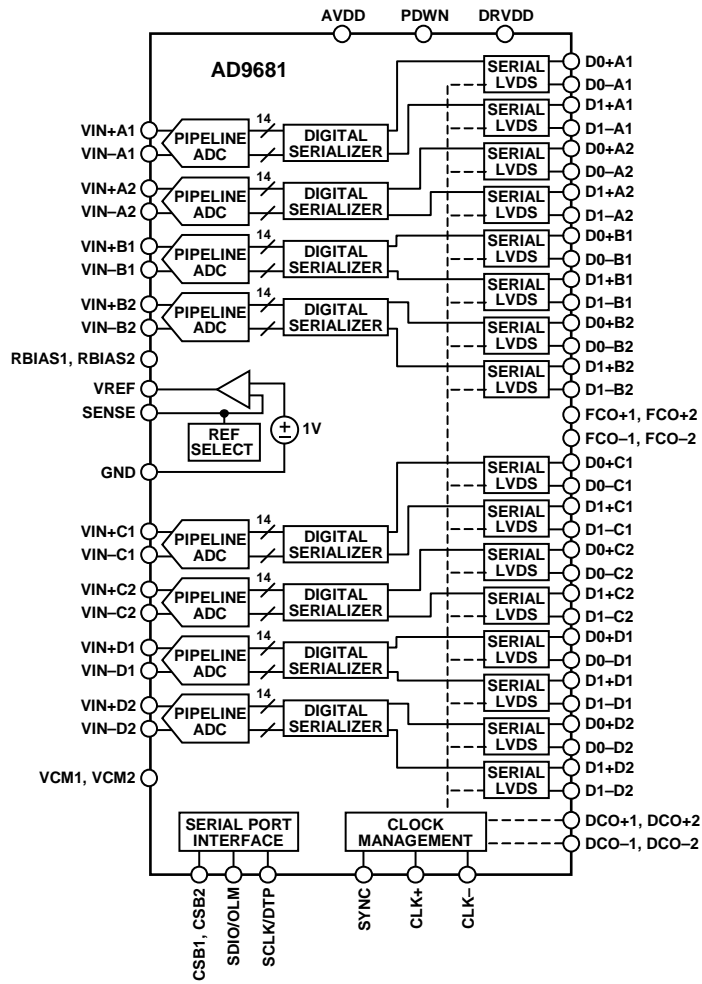 AVDD PDWN DRVDD
AD9681
VIN+A1
VIN–A1
PIPELINE
ADC
14
DIGITAL
SERIALIZER
SERIAL
LVDS
D0+A1
D0–A1
SERIAL
LVDS
D1+A1
D1–A1
VIN+A2
VIN–A2
PIPELINE
ADC
14
DIGITAL
SERIALIZER
SERIAL
LVDS
D0+A2
D0–A2
SERIAL
LVDS
D1+A2
D1–A2
VIN+B1
VIN–B1
PIPELINE
ADC
14
DIGITAL
SERIALIZER
SERIAL
LVDS
D0+B1
D0–B1
SERIAL
LVDS
D1+B1
D1–B1
VIN+B2
VIN–B2
PIPELINE
ADC
14
DIGITAL
SERIALIZER
SERIAL
LVDS
D0+B2
D0–B2
SERIAL
LVDS
D1+B2
D1–B2
RBIAS1, RBIAS2
VREF
SENSE
REF
SELECT
1V
GND
FCO+1, FCO+2
FCO–1, FCO–2
VIN+C1
VIN–C1
PIPELINE
ADC
14
DIGITAL
SERIALIZER
SERIAL
LVDS
D0+C1
D0–C1
SERIAL
LVDS
D1+C1
D1–C1
VIN+C2
VIN–C2
PIPELINE
ADC
14
DIGITAL
SERIALIZER
SERIAL
LVDS
D0+C2
D0–C2
SERIAL
LVDS
D1+C2
D1–C2
VIN+D1
VIN–D1
PIPELINE
ADC
14
DIGITAL
SERIALIZER
SERIAL
LVDS
D0+D1
D0–D1
SERIAL
LVDS
D1+D1
D1–D1
VIN+D2
VIN–D2
PIPELINE
ADC
14
DIGITAL
SERIALIZER
SERIAL
LVDS
D0+D2
D0–D2
SERIAL
LVDS
D1+D2
D1–D2
VCM1, VCM2
SERIAL PORT
INTERFACE
CLOCK
MANAGEMENT
DCO+1, DCO+2
DCO–1, DCO–2
CSB1, CSB2
SDIO/OLM
SCLK/DTP
SYNC
CLK+
CLK–